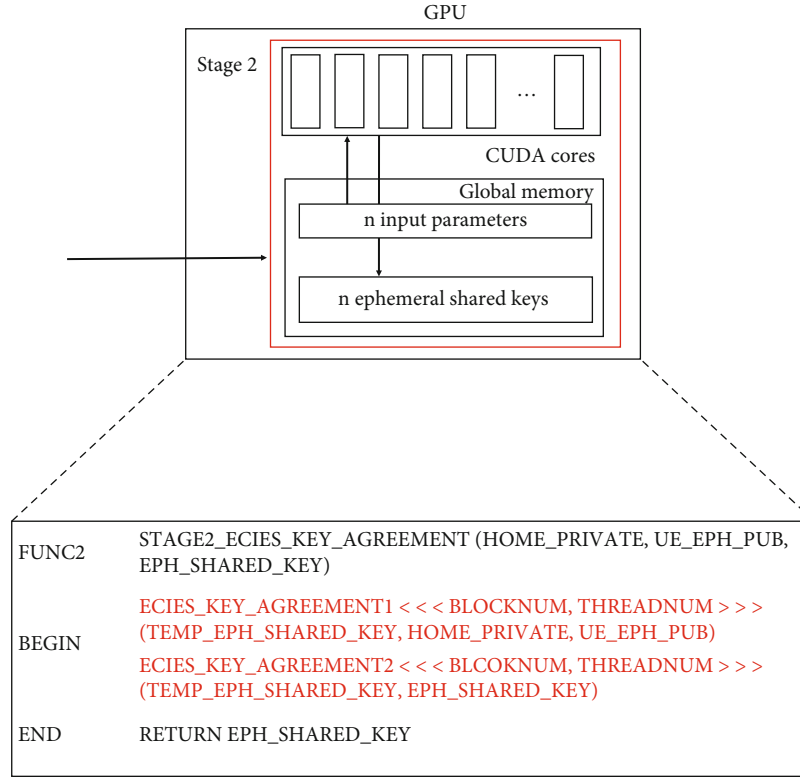 GPU
Stage 2
...
CUDA cores
Global memory
n input parameters
n ephemeral shared keys
FUNC2
STAGE2_ECIES_KEY_AGREEMENT (HOME_PRIVATE, UE_EPH_PUB,
EPH_SHARED_KEY)
BEGIN
ECIES_KEY_AGREEMENT1 < < < BLOCKNUM, THREADNUM > > >
(TEMP_EPH_SHARED_KEY, HOME_PRIVATE, UE_EPH_PUB)
ECIES_KEY_AGREEMENT2 < < < BLCOKNUM, THREADNUM > > >
(TEMP_EPH_SHARED_KEY, EPH_SHARED_KEY)
END
RETURN EPH_SHARED_KEY